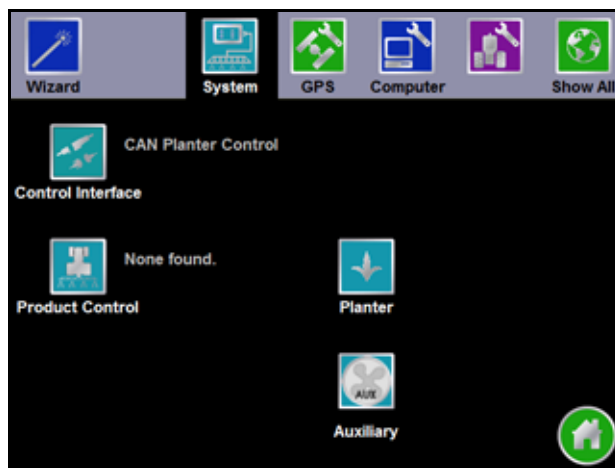 Wizard
System
GPS
Computer
Show All
CAN Planter Control
Control Interface
None found.
Product Control
Planter
AUX
Auxiliary